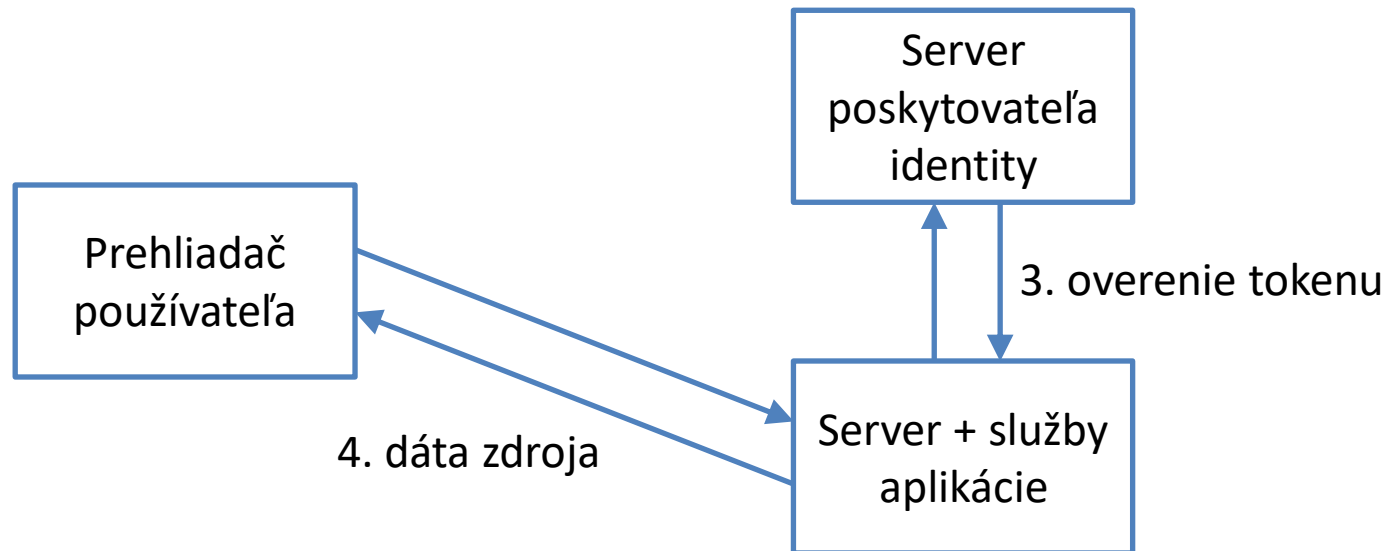 Server
poskytovateľa
identity
Prehliadač
používateľa
3. overenie tokenu
4. dáta zdroja
Server + služby
aplikácie